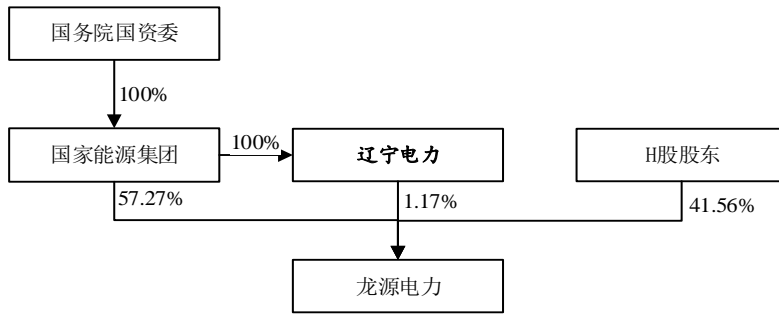 国务院国资委
100%
国家能源集团
100%
辽宁电力
H股股东
57.27%
1.17%
41.56%
龙源电力